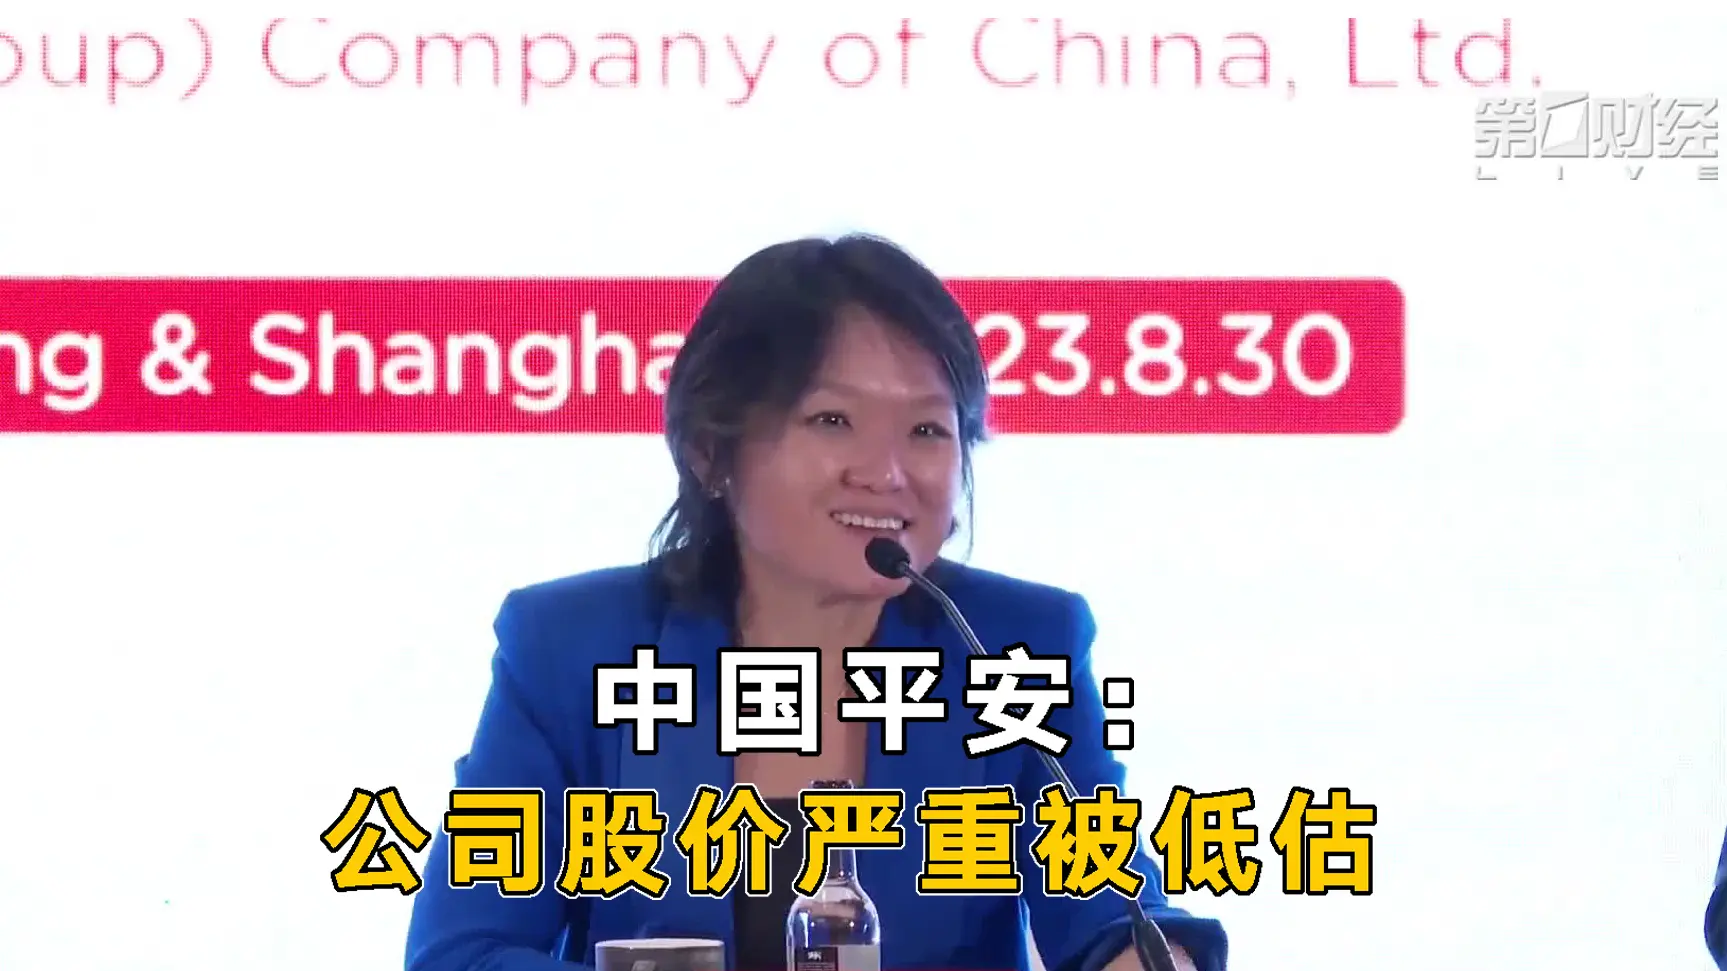 oup) Company of China, Ltd.
第一财经
LIVE
ng & Shangha 23.8.30
中国平安：
公司股价严重被低估